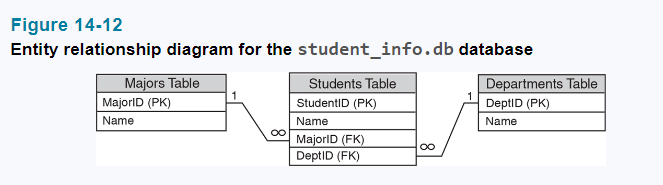 Figure 14-12
Entity relationship diagram for the student_info.db database
Majors Table
MajorID (PK)
Name
1
∞
Students Table
StudentID (PK)
Name
MajorID (FK)
DeptID (FK)
∞
1
Departments Table
DeptID (PK)
Name